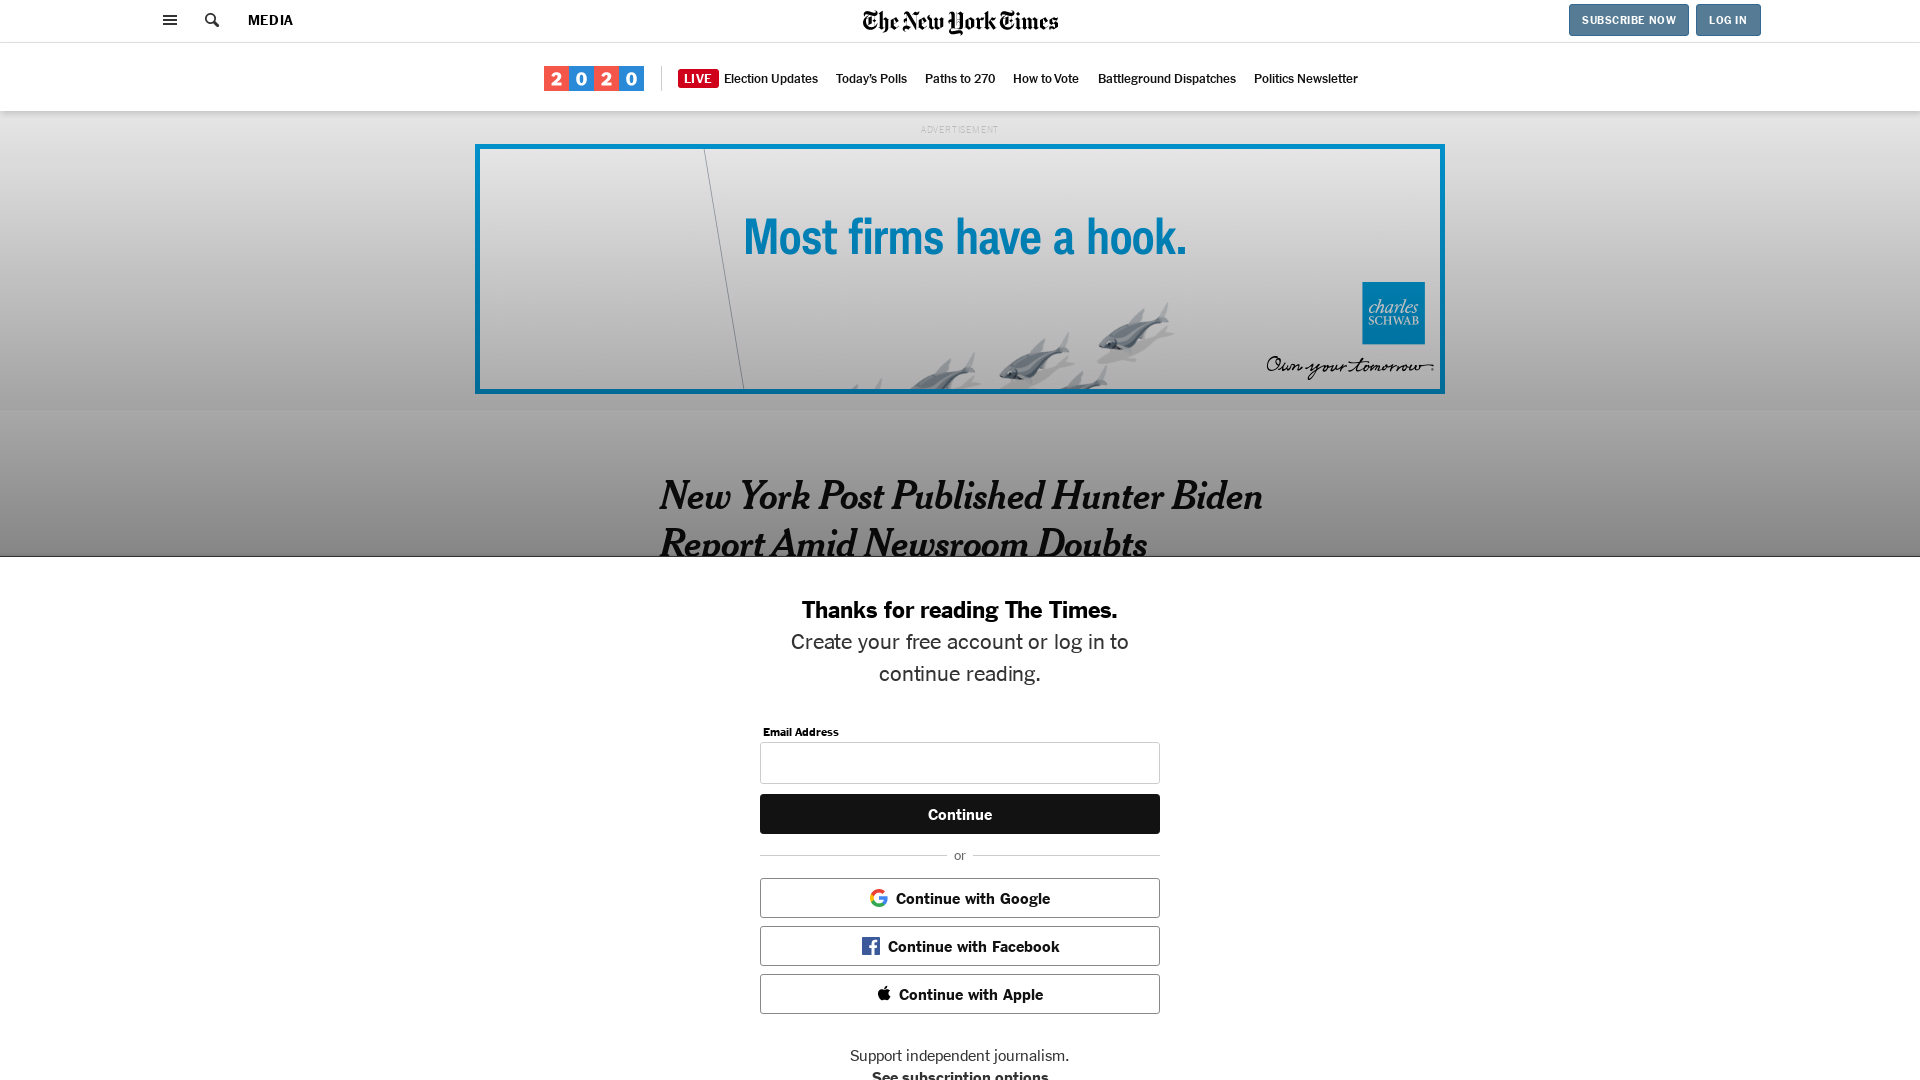 MEDIA
The New York Times
SUBSCRIBE NOW
LOG IN
2020
LIVE Election Updates
Today's Polls
Paths to 270
How to Vote
Battleground Dispatches
Politics Newsletter
ADVERTISEMENT
Most firms have a hook.
charles
SCHWAB
Own your tomorrow
New York Post Published Hunter Biden
Report Amid Newsroom Doubts
Thanks for reading The Times.
Create your free account or log in to
continue reading.
Email Address
Continue
or
Continue with Google
Continue with Facebook
Continue with Apple
Support independent journalism.
See subscription options